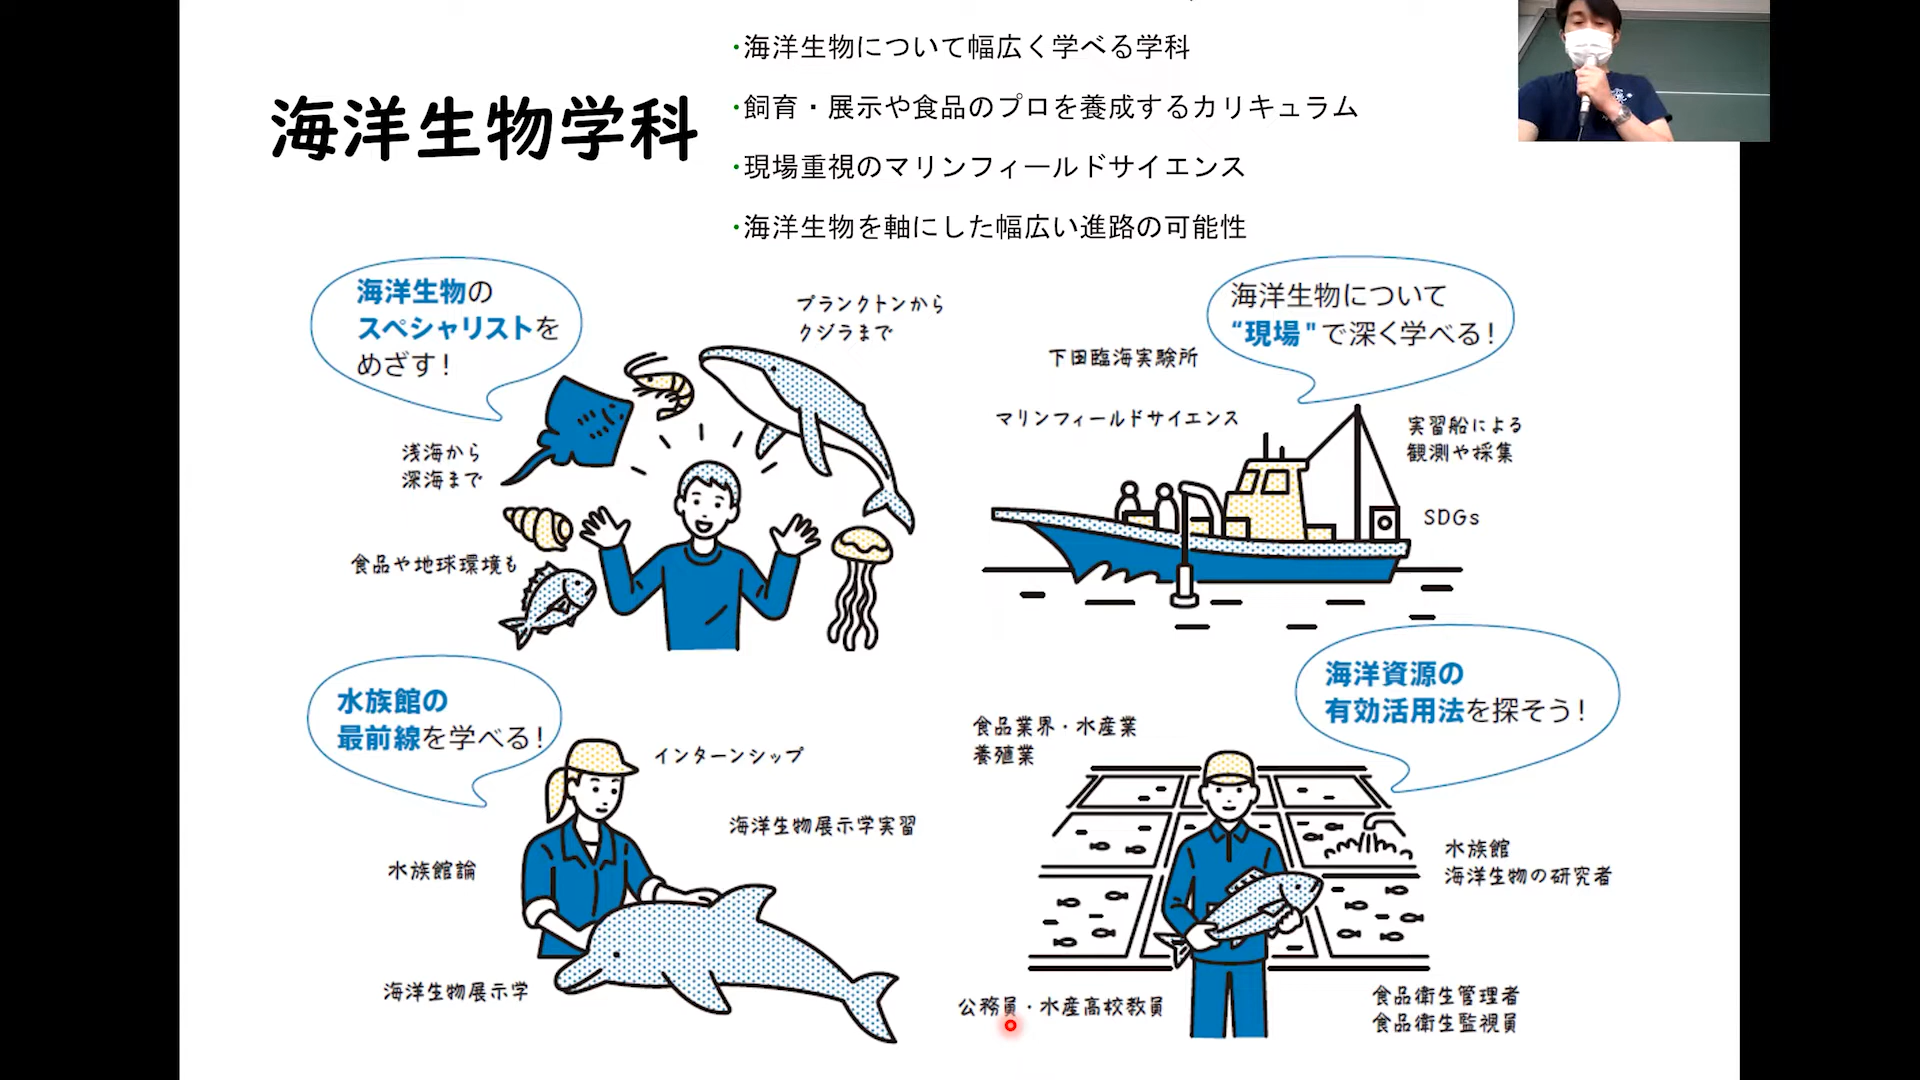 海洋生物学科
・海洋生物について幅広く学べる学科
・飼育・展示や食品のプロを養成するカリキュラム
・現場重視のマリンフィールドサイエンス
・海洋生物を軸にした幅広い進路の可能性
海洋生物の
スペシャリストを
めざす!
プランクトンから
クジラまで
浅海から
深海まで
食品や地球環境も
海洋生物について
“現場"で深く学べる!
下田臨海実験所
マリンフィールドサイエンス
実習船による
観測や採集
SDGs
水族館の
最前線を学べる!
インターンシップ
海洋生物展示学実習
水族館論
海洋生物展示学
海洋資源の
有効活用法を探そう!
食品業界・水産業
養殖業
水族館
海洋生物の研究者
公務員・水産高校教員
食品衛生管理者
食品衛生監視員